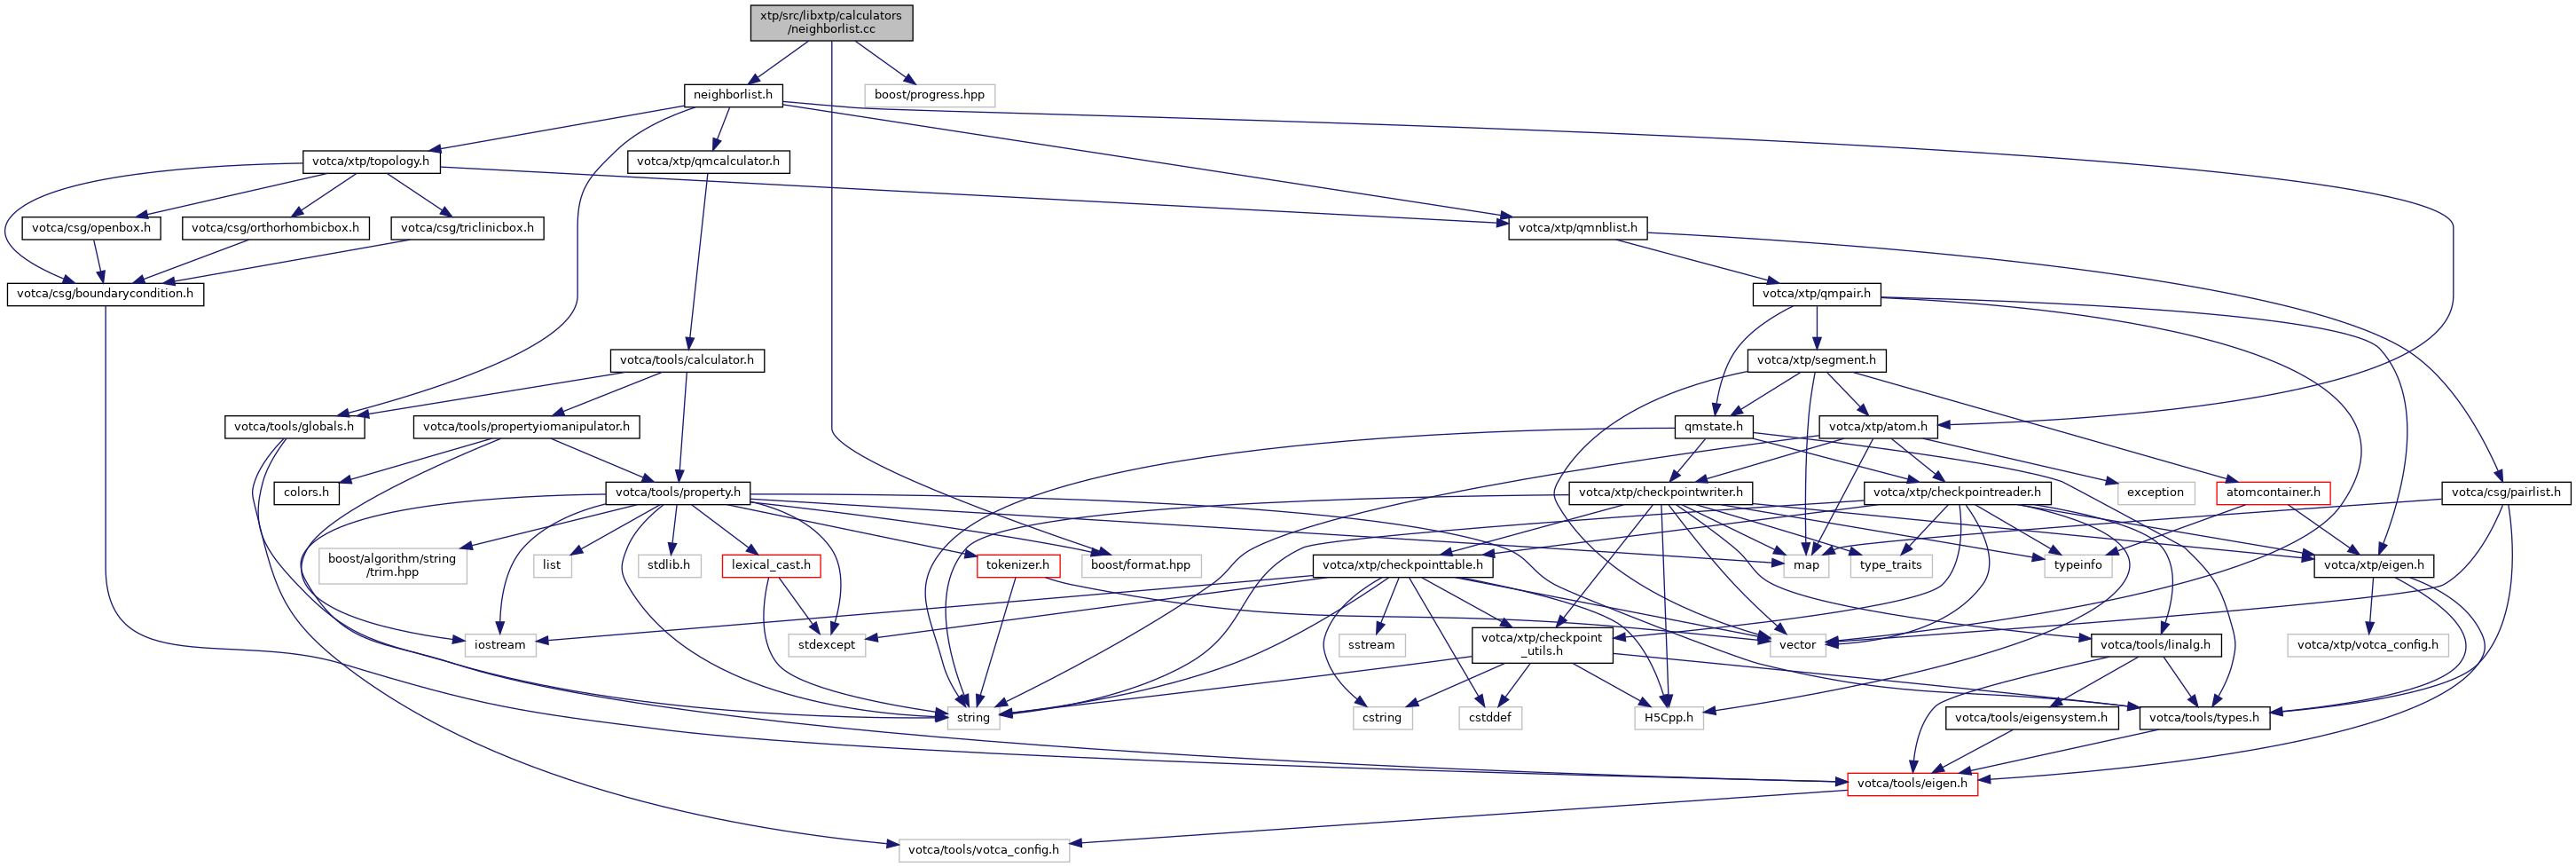 xtp/src/libxtp/calculators
/neighborlist.cc
neighborlist.h
boost/progress.hpp
votca/xtp/topology.h
votca/xtp/qmcalculator.h
votca/csg/openbox.h
votca/csg/orthorhombicbox.h
votca/csg/triclinicbox.h
votca/xtp/qmnblist.h
votca/csg/boundarycondition.h
votca/xtp/qmpair.h
votca/tools/calculator.h
votca/xtp/segment.h
votca/tools/globals.h
votca/tools/propertyiomanipulator.h
qmstate.h
votca/xtp/atom.h
colors.h
votca/tools/property.h
votca/xtp/checkpointwriter.h
votca/xtp/checkpointreader.h
exception
atomcontainer.h
votca/csg/pairlist.h
boost/algorithm/string
/trim.hpp
list
stdlib.h
lexical_cast.h
tokenizer.h
boost/format.hpp
votca/xtp/checkpointtable.h
map
type_traits
typeinfo
votca/xtp/eigen.h
iostream
stdexcept
sstream
votca/xtp/checkpoint
_utils.h
vector
votca/tools/linalg.h
votca/xtp/votca_config.h
string
cstring
cstddef
H5Cpp.h
votca/tools/eigensystem.h
votca/tools/types.h
votca/tools/eigen.h
votca/tools/votca_config.h